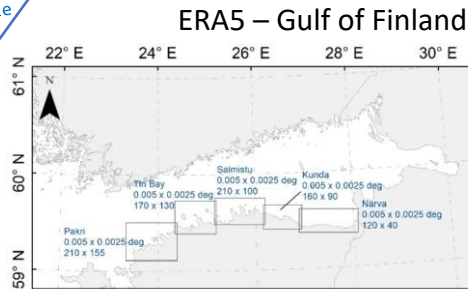 ERA5 – Gulf of Finland
22° E 24° E 26° E 28° E 30° E
61° N
N
60° N
59° N
Salmistu
0.005 x 0.0025 deg
210 x 100
Kunda
0.005 x 0.0025 deg
160 x 90
Tln Bay
0.005 x 0.0025 deg
170 x 130
Narva
0.005 x 0.0025 deg
120 x 40
Pakri
0.005 x 0.0025 deg
210 x 155